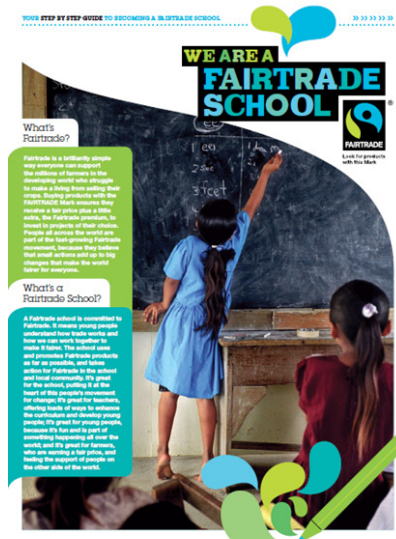 YOUR STEP BY STEP GUIDE TO BECOMING A FAIRTRADE SCHOOL
WE ARE A
FAIRTRADE
SCHOOL
FAIRTRADE
®
Look for products
with this Mark
What's
Fairtrade?
Fairtrade is a brilliantly simple
way everyone can support
the millions of farmers in the
developing world who struggle
to make a living from selling their
crops. Buying products with the
FAIRTRADE Mark ensures they
receive a fair price plus a little
extra, the Fairtrade premium, to
invest in projects of their choice.
People all across the world are
part of the fast-growing Fairtrade
movement, because they believe
that small actions add up to big
changes that make the world
fairer for everyone.
What's a
Fairtrade School?
A Fairtrade school is committed to
Fairtrade. It means young people
understand how trade works and
how we can work together to
make it fairer. The school uses
and promotes Fairtrade products
as far as possible, and takes
action for Fairtrade in the school
and local community. It's great
for the school, putting it at the
heart of this people's movement
for change; it's great for teachers,
offering loads of ways to enhance
the curriculum and develop young
people; it's great for young people,
because it's fun and is part of
something happening all over the
world; and it's great for farmers,
who are earning a fair price, and
feeling the support of people on
the other side of the world.